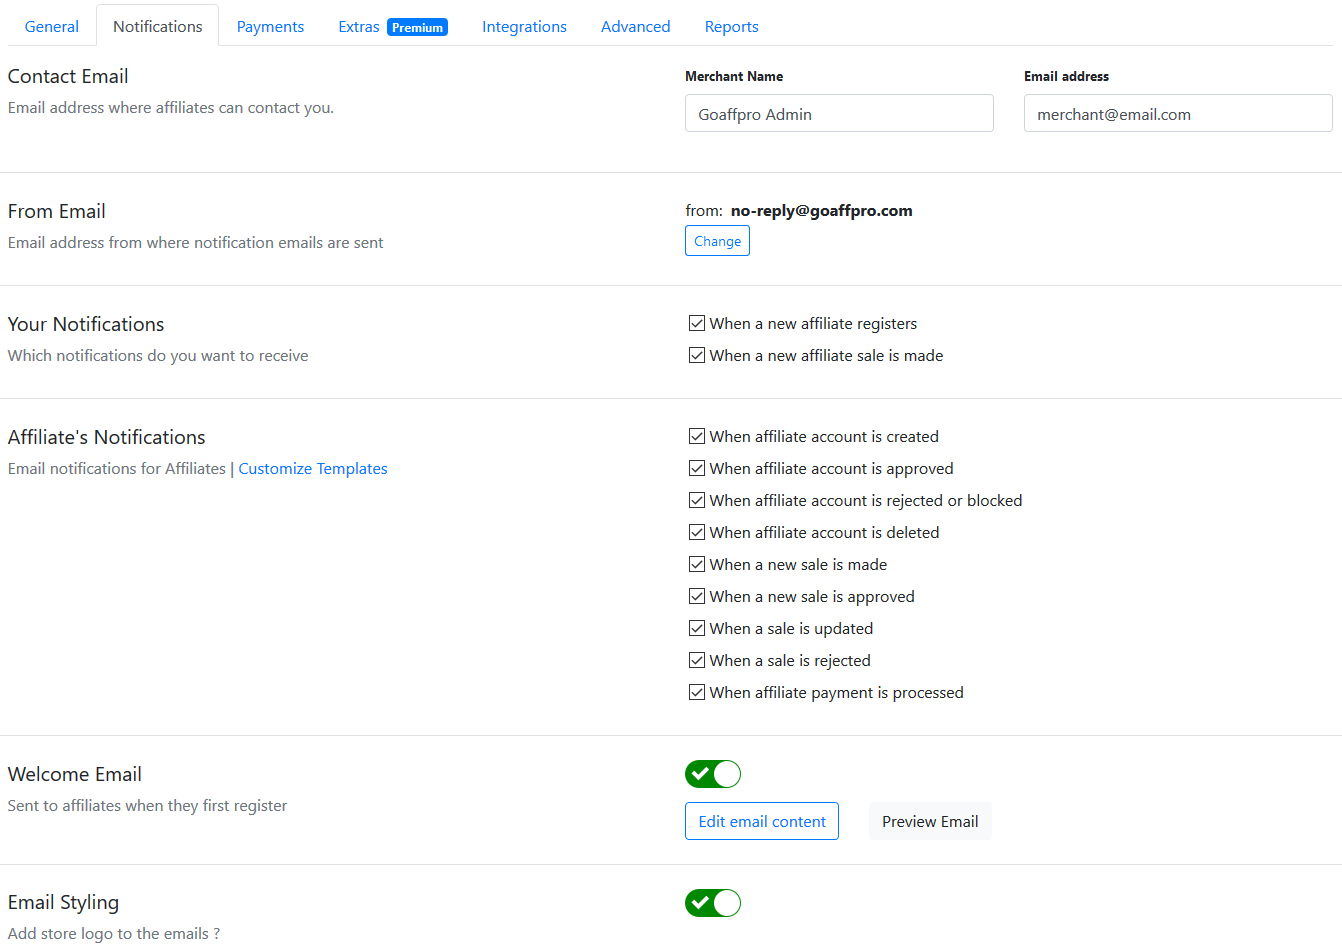 General Notifications Payments Extras Premium Integrations Advanced Reports
Contact Email
Email address where affiliates can contact you.
Merchant Name
Goaffpro Admin
Email address
merchant@email.com
From Email
Email address from where notification emails are sent
from: no-reply@goaffpro.com
Change
Your Notifications
Which notifications do you want to receive
When a new affiliate registers
When a new affiliate sale is made
Affiliate's Notifications
Email notifications for Affiliates | Customize Templates
When affiliate account is created
When affiliate account is approved
When affiliate account is rejected or blocked
When affiliate account is deleted
When a new sale is made
When a new sale is approved
When a sale is updated
When a sale is rejected
When affiliate payment is processed
Welcome Email
Sent to affiliates when they first register
Edit email content Preview Email
Email Styling
Add store logo to the emails ?